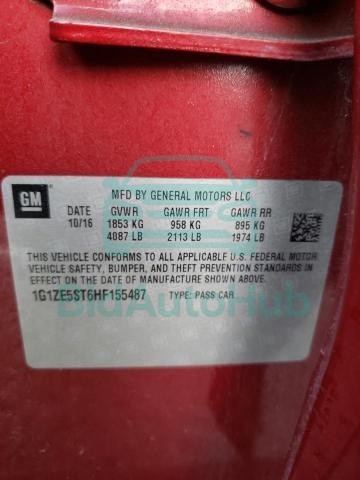 GM
MFD BY GENERAL MOTORS LLC
DATE GVWR GAWR FRT GAWR RR
10/16 1853 KG 958 KG 895 KG
4087 LB 2113 LB 1974 LB
THIS VEHICLE CONFORMS TO ALL APPLICABLE U.S. FEDERAL MOTOR
VEHICLE SAFETY, BUMPER, AND THEFT PREVENTION STANDARDS IN
EFFECT ON THE DATE OF MANUFACTURE SHOWN ABOVE.
1G1ZE5ST6HF155487 TYPE: PASS CAR
BidAutoHub